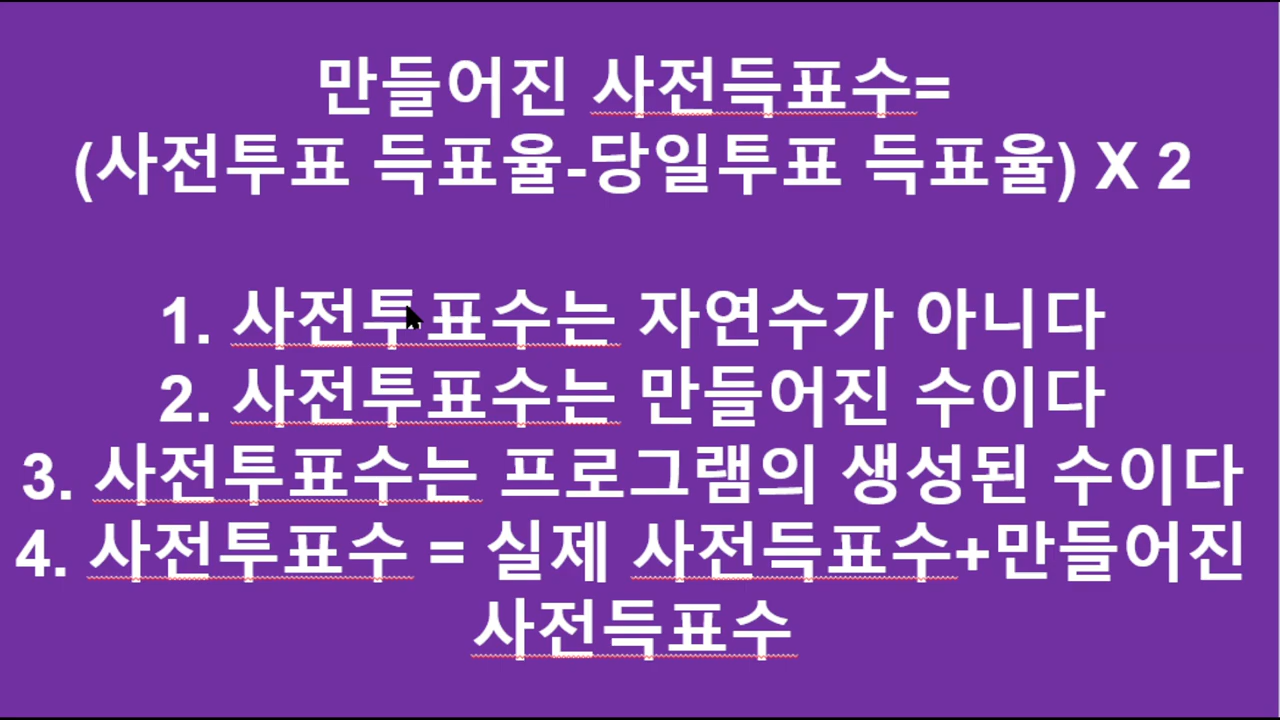 만들어진 사전득표수=
(사전투표 득표율-당일투표 득표율) X 2
1. 사전투표수는 자연수가 아니다
2. 사전투표수는 만들어진 수이다
3. 사전투표수는 프로그램의 생성된 수이다
4. 사전투표수 = 실제 사전득표수+만들어진
사전득표수